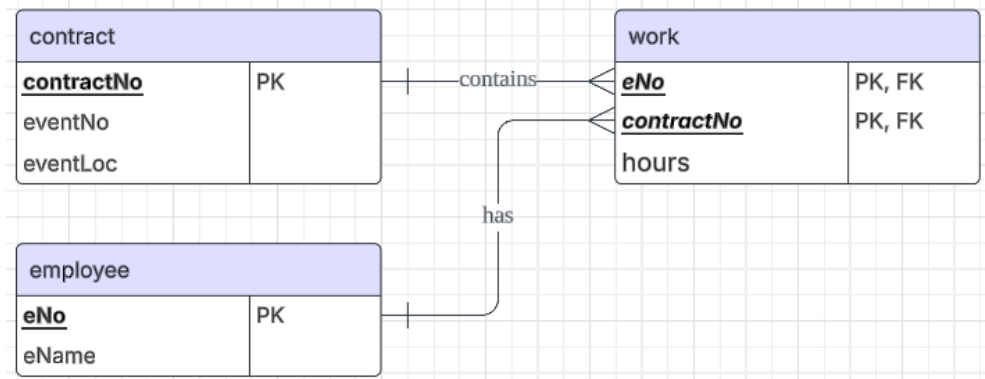 contract
contractNo PK
eventNo
eventLoc
contains
work
eNo PK, FK
contractNo PK, FK
hours
has
employee
eNo PK
eName